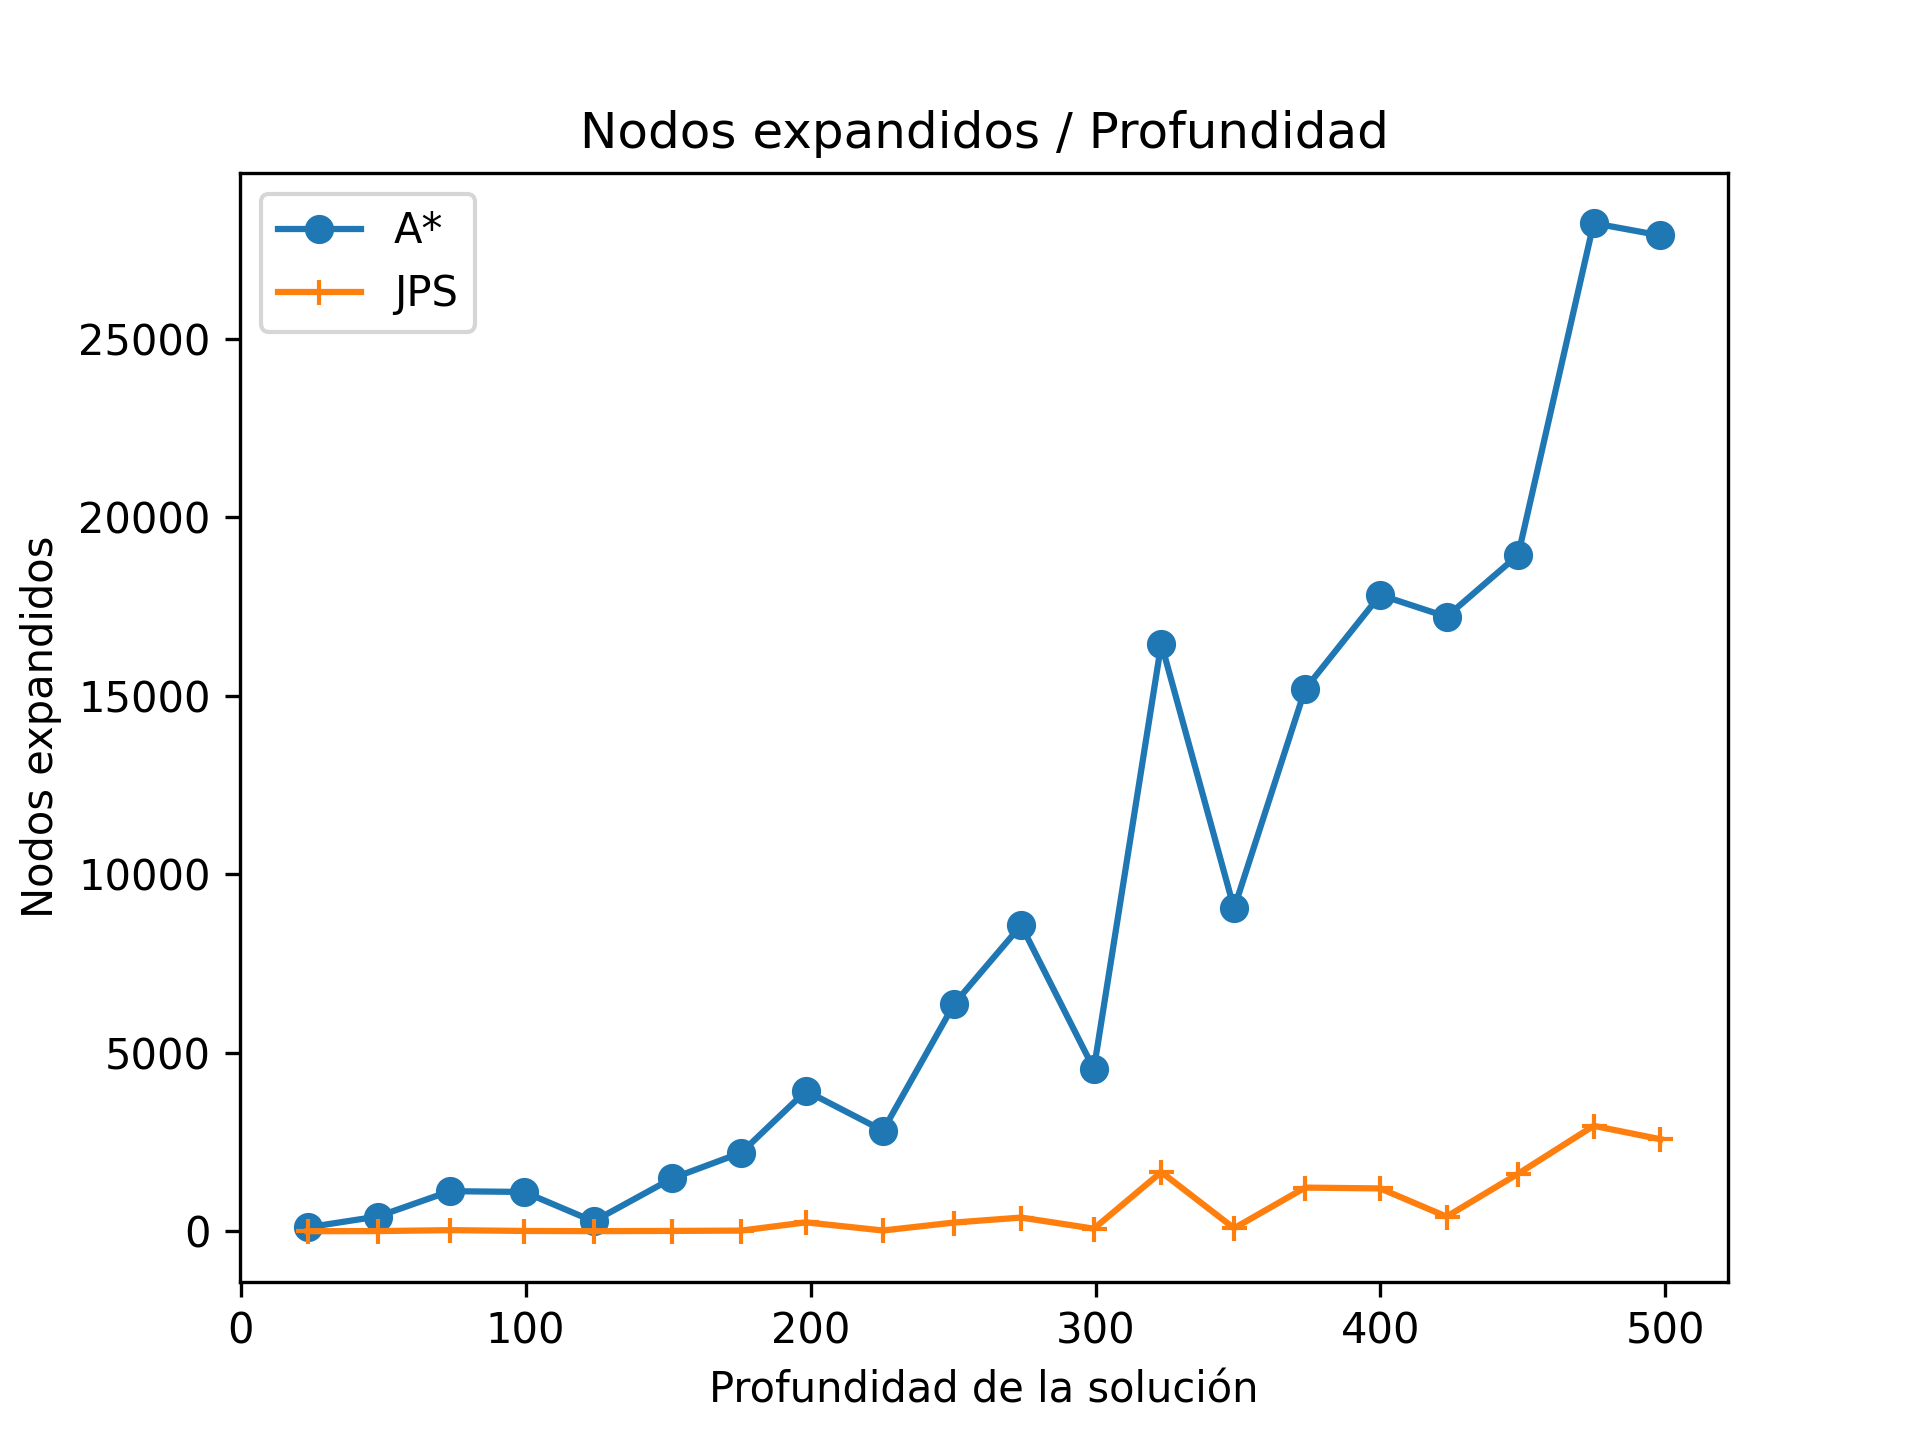 Nodos expandidos / Profundidad
A*
JPS
Nodos expandidos
25000
20000
15000
10000
5000
0
0 100 200 300 400 500
Profundidad de la solución